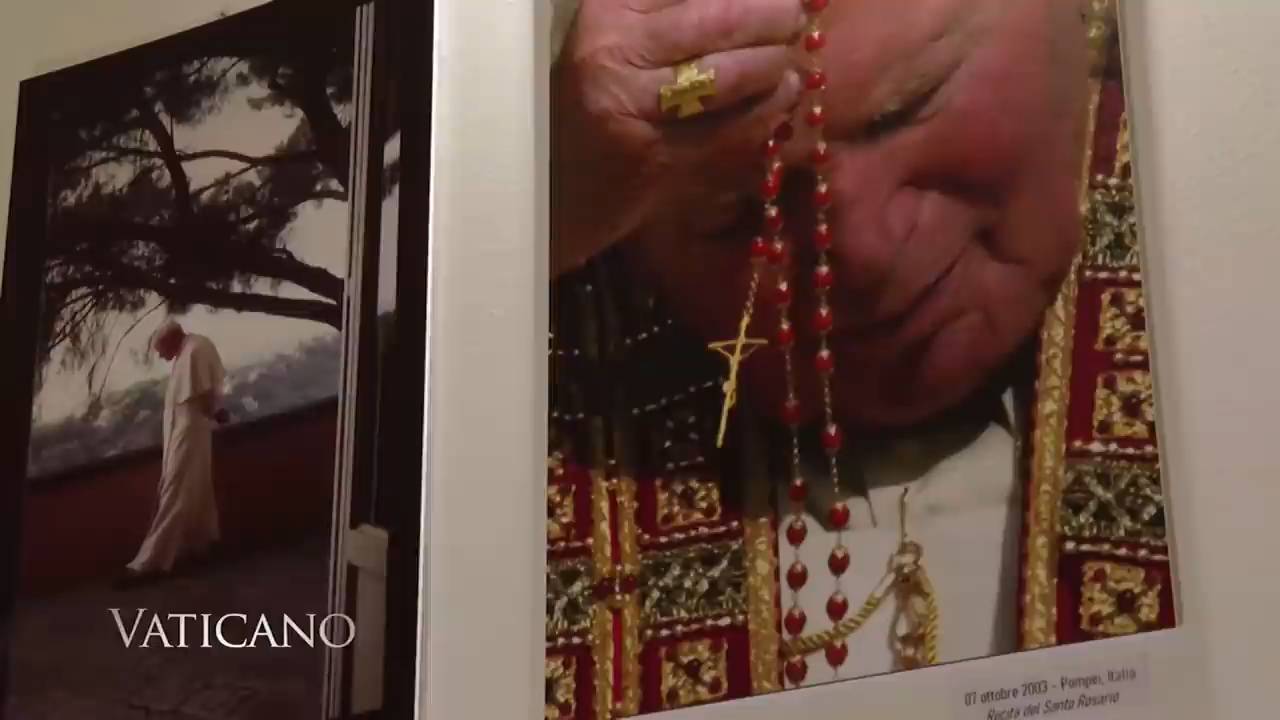 VATICANO
07 ottobre 2003 - Pompei, Italia
Recita del Santo Rosario